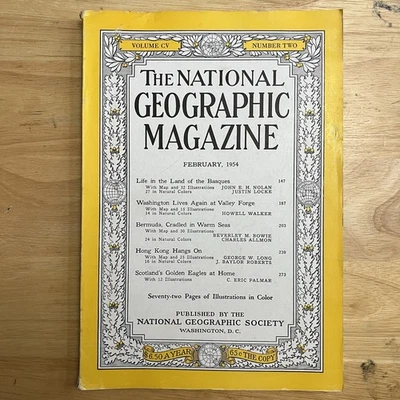 VOLUME CV NUMBER TWO
THE NATIONAL
GEOGRAPHIC
MAGAZINE
FEBRUARY, 1954
Life in the Land of the Basques 147
With Map and 32 Illustrations JOHN E. H. NOLAN
27 in Natural Colors JUSTIN LOCKE
Washington Lives Again at Valley Forge 187
With Map and 15 Illustrations
14 in Natural Colors HOWELL WALKER
Bermuda, Cradled in Warm Seas 203
With Map and 30 Illustrations BEVERLEY M. BOWIE
24 in Natural Colors CHARLES ALLMON
Hong Kong Hangs On 239
With Map and 23 Illustrations GEORGE W. LONG
16 in Natural Colors J. BAYLOR ROBERTS
Scotland's Golden Eagles at Home 273
With 12 Illustrations C. ERIC PALMAR
Seventy-two Pages of Illustrations in Color
PUBLISHED BY THE
NATIONAL GEOGRAPHIC SOCIETY
WASHINGTON, D. C.
$6.50 A YEAR 65¢ THE COPY